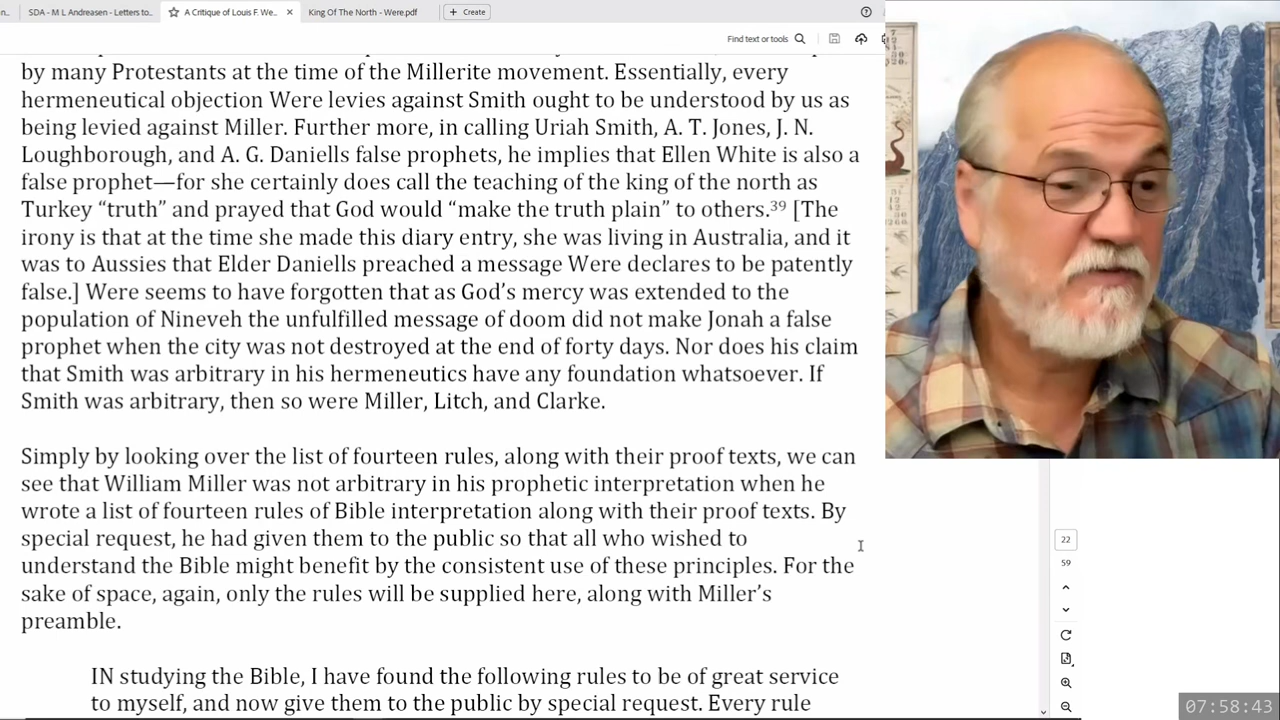 SDA - M L Andreasen - Letters to...
A Critique of Louis F. We...
King Of The North - Were.pdf
Create
Find text or tools
by many Protestants at the time of the Millerite movement. Essentially, every
hermeneutical objection Were levies against Smith ought to be understood by us as
being levied against Miller. Further more, in calling Uriah Smith, A. T. Jones, J. N.
Loughborough, and A. G. Daniells false prophets, he implies that Ellen White is also a
false prophet—for she certainly does call the teaching of the king of the north as
Turkey “truth” and prayed that God would “make the truth plain” to others.³⁹ [The
irony is that at the time she made this diary entry, she was living in Australia, and it
was to Aussies that Elder Daniells preached a message Were declares to be patently
false.] Were seems to have forgotten that as God’s mercy was extended to the
population of Nineveh the unfulfilled message of doom did not make Jonah a false
prophet when the city was not destroyed at the end of forty days. Nor does his claim
that Smith was arbitrary in his hermeneutics have any foundation whatsoever. If
Smith was arbitrary, then so were Miller, Litch, and Clarke.
Simply by looking over the list of fourteen rules, along with their proof texts, we can
see that William Miller was not arbitrary in his prophetic interpretation when he
wrote a list of fourteen rules of Bible interpretation along with their proof texts. By
special request, he had given them to the public so that all who wished to
understand the Bible might benefit by the consistent use of these principles. For the
sake of space, again, only the rules will be supplied here, along with Miller’s
preamble.
IN studying the Bible, I have found the following rules to be of great service
to myself, and now give them to the public by special request. Every rule
22
59
07:58:43